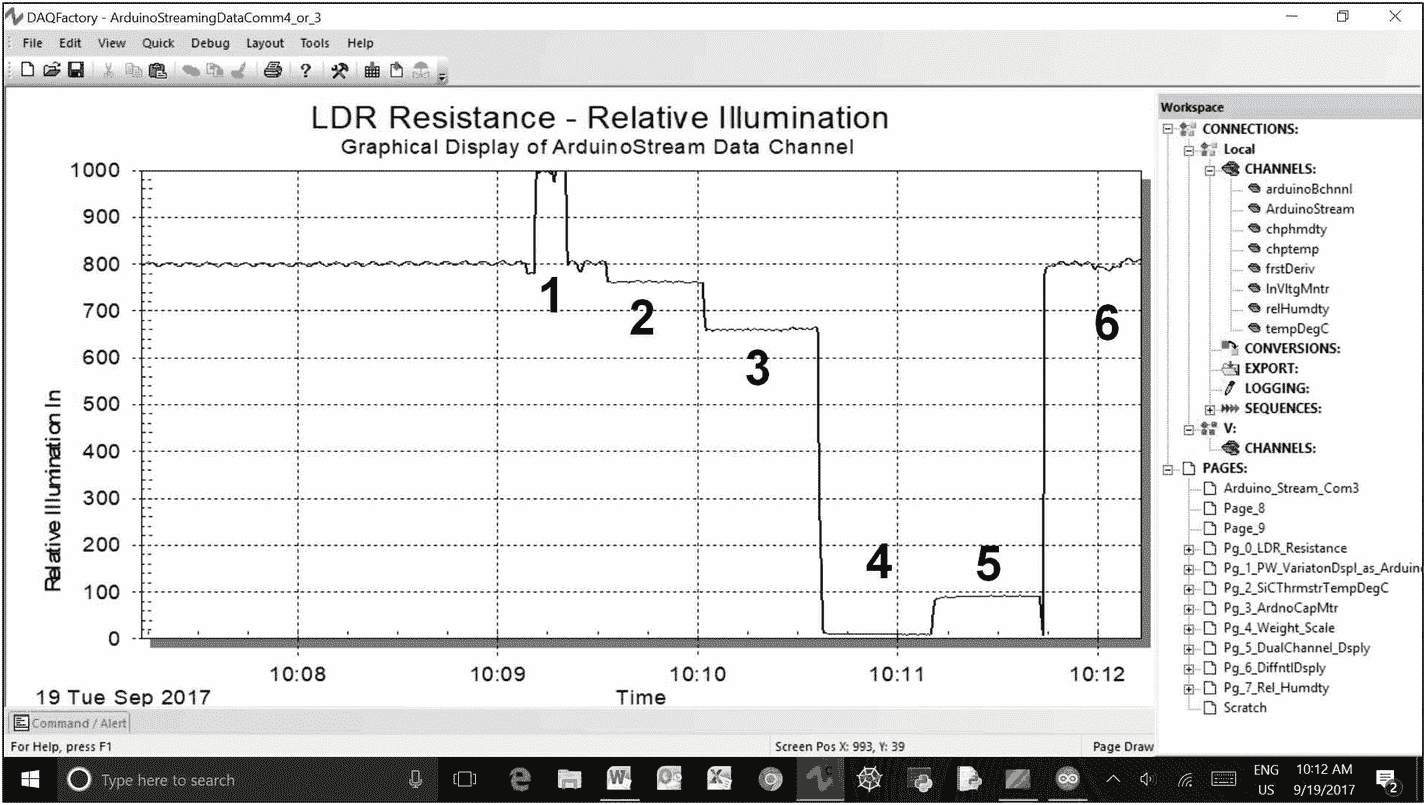 DAQFactory - ArduinoStreamingDataComm4_or_3
File Edit View Quick Debug Layout Tools Help
LDR Resistance - Relative Illumination
Graphical Display of ArduinoStream Data Channel
Relative Illumination In
1000
900
800
700
600
500
400
300
200
100
0
1
2
3
4
5
6
10:08 10:09 10:10 10:11 10:12
19 Tue Sep 2017 Time
Workspace
CONNECTIONS:
Local
CHANNELS:
arduinoBchnnl
ArduinoStream
chphmdty
chptemp
frstDeriv
InVltgMntr
relHumdty
tempDegC
CONVERSIONS:
EXPORT:
LOGGING:
SEQUENCES:
V:
CHANNELS:
PAGES:
Arduino_Stream_Com3
Page_8
Page_9
Pg_0_LDR_Resistance
Pg_1_PW_VariatonDspl_as_Arduin
Pg_2_SiCThrmstrTempDegC
Pg_3_ArdnoCapMtr
Pg_4_Weight_Scale
Pg_5_DualChannel_Dsply
Pg_6_DiffntlDsply
Pg_7_Rel_Humdty
Scratch
Command / Alert
For Help, press F1 Screen Pos X: 993, Y: 39 Page Draw
Type here to search
ENG 10:12 AM
US 9/19/2017 2